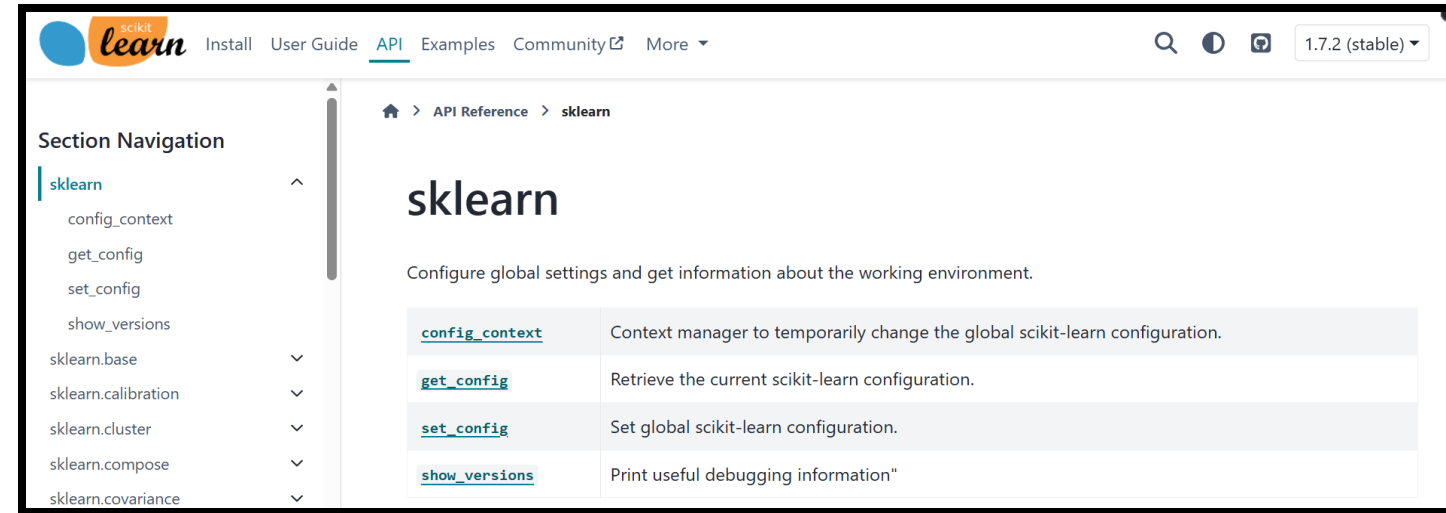 scikit
learn Install User Guide API Examples Community More 1.7.2 (stable)
Section Navigation
sklearn
config_context
get_config
set_config
show_versions
sklearn.base
sklearn.calibration
sklearn.cluster
sklearn.compose
sklearn.covariance
API Reference > sklearn
sklearn
Configure global settings and get information about the working environment.
config_context Context manager to temporarily change the global scikit-learn configuration.
get_config Retrieve the current scikit-learn configuration.
set_config Set global scikit-learn configuration.
show_versions Print useful debugging information"